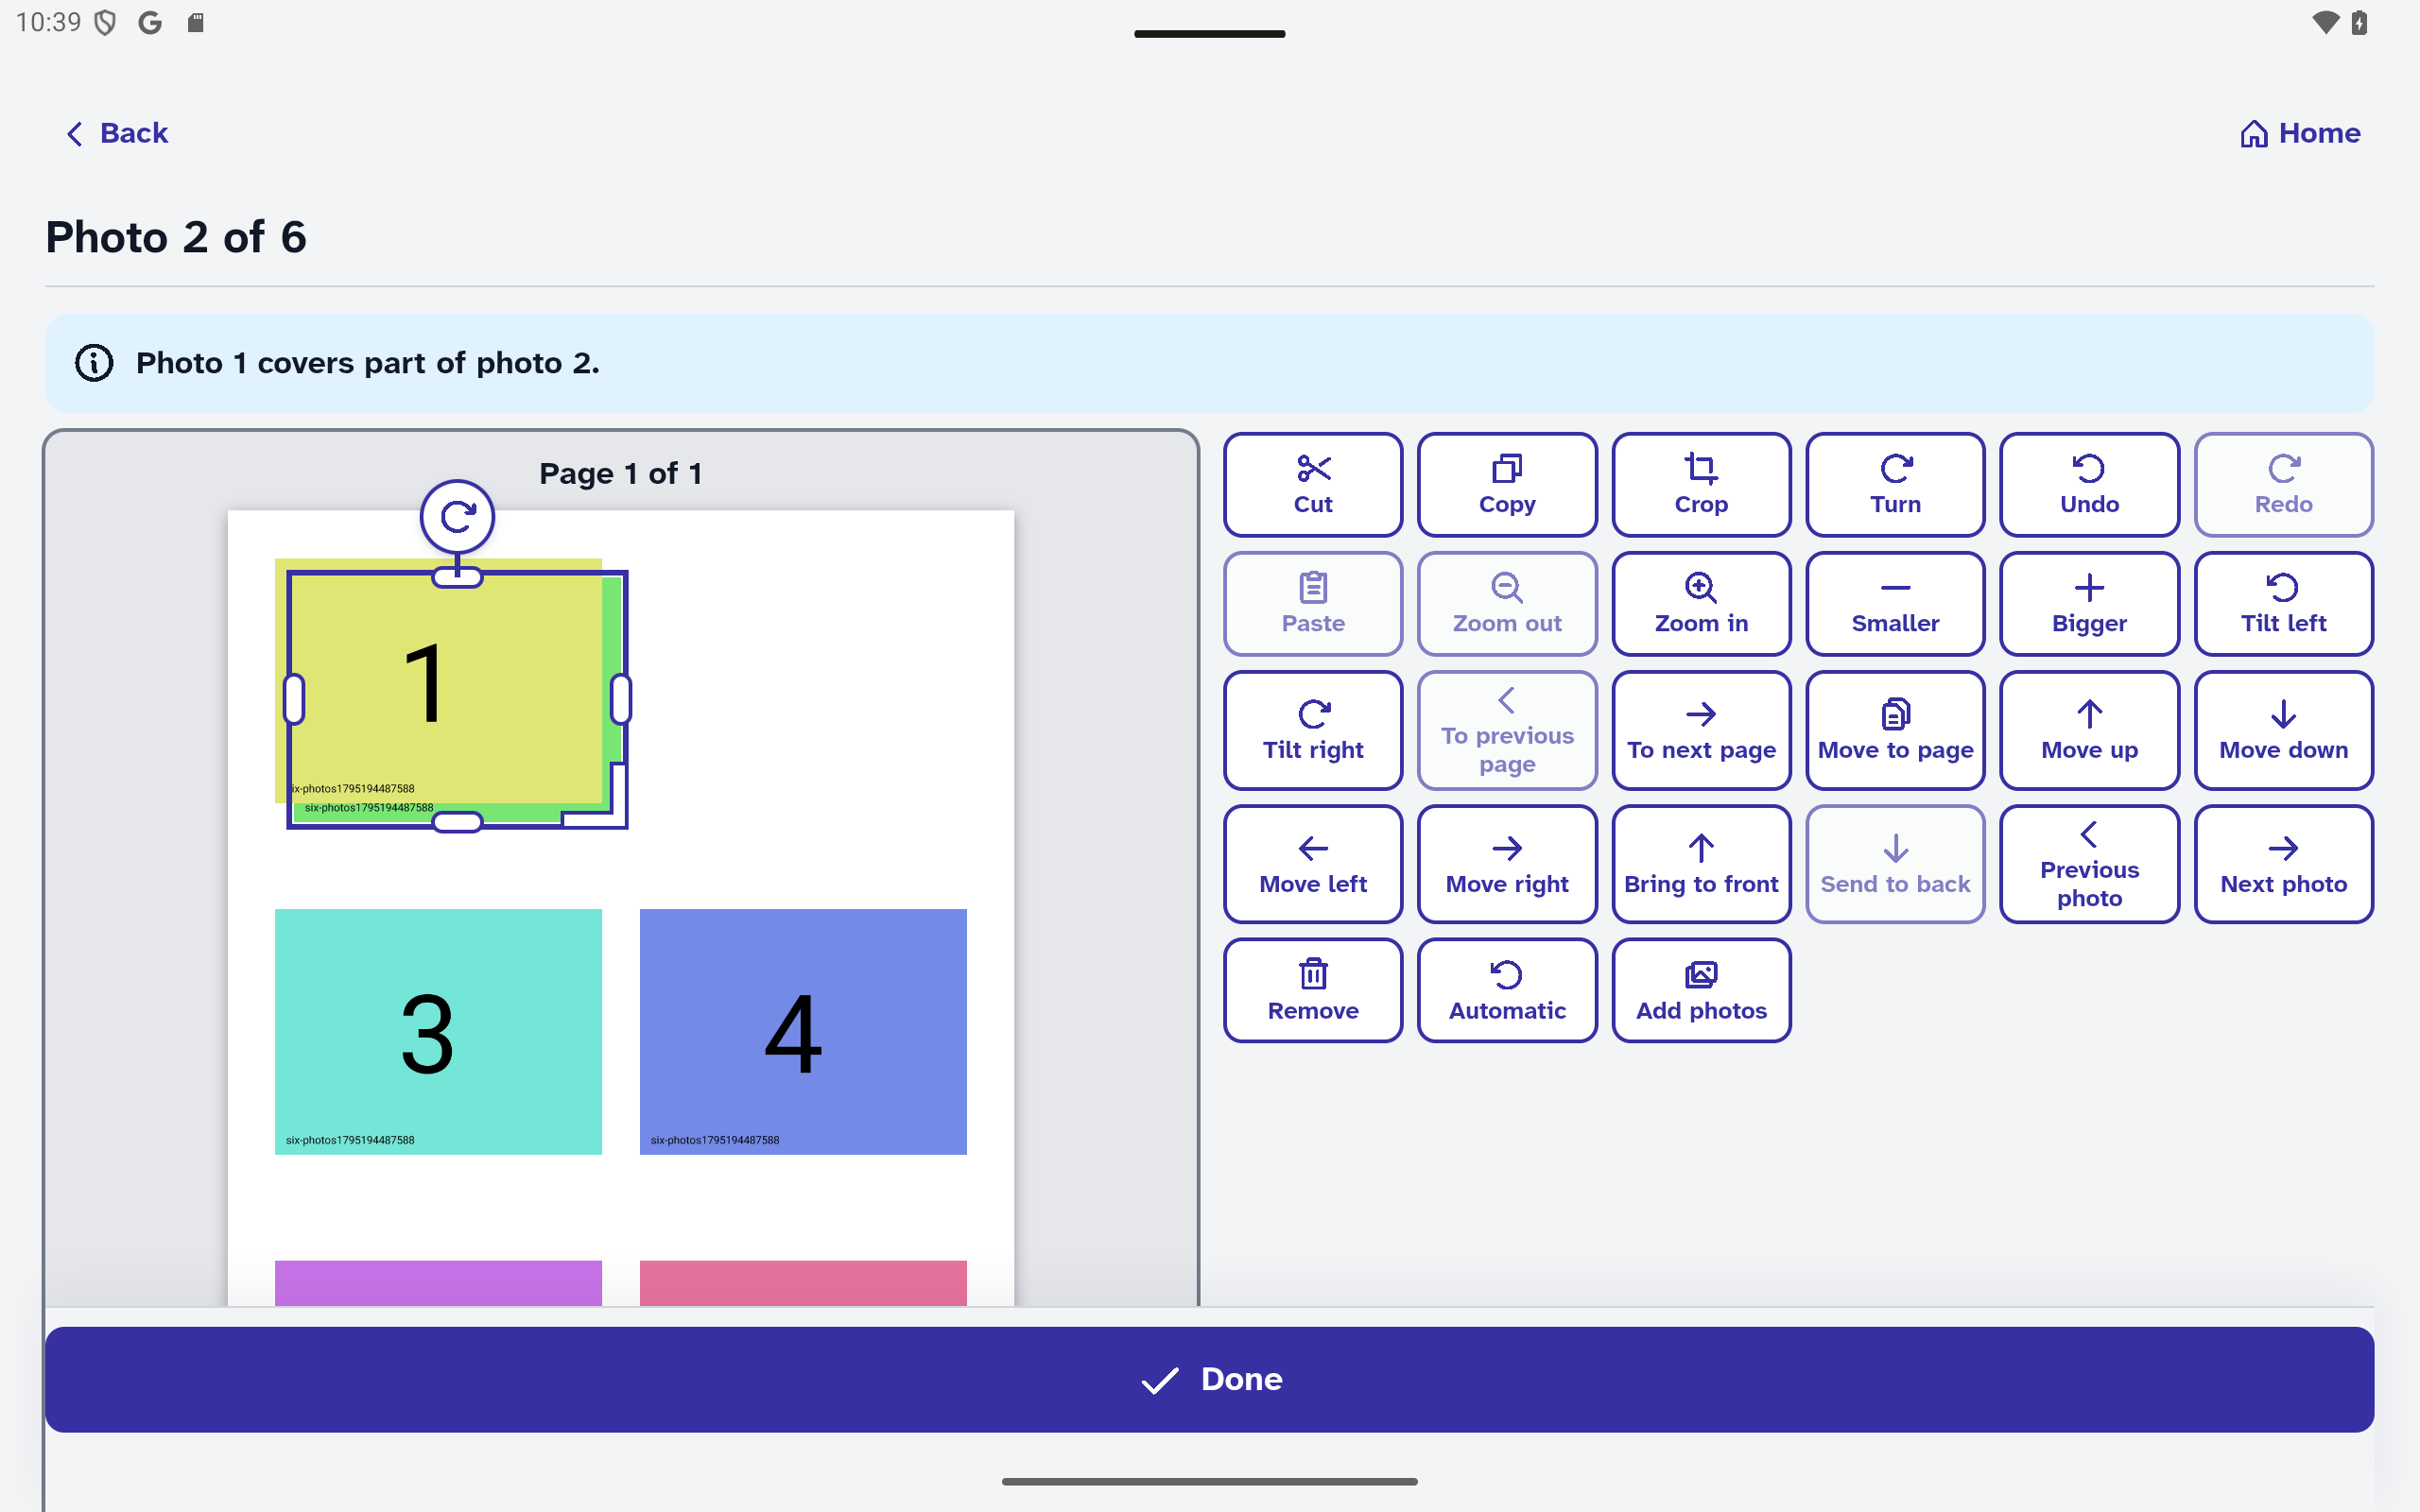 10:39
Back
Home
Photo 2 of 6
Photo 1 covers part of photo 2.
Page 1 of 1
1
ix-photos1795194487588
six-photos1795194487588
3
six-photos1795194487588
4
six-photos1795194487588
Cut
Copy
Crop
Turn
Undo
Redo
Paste
Zoom out
Zoom in
Smaller
Bigger
Tilt left
Tilt right
To previous
page
To next page
Move to page
Move up
Move down
Move left
Move right
Bring to front
Send to back
Previous
photo
Next photo
Remove
Automatic
Add photos
Done